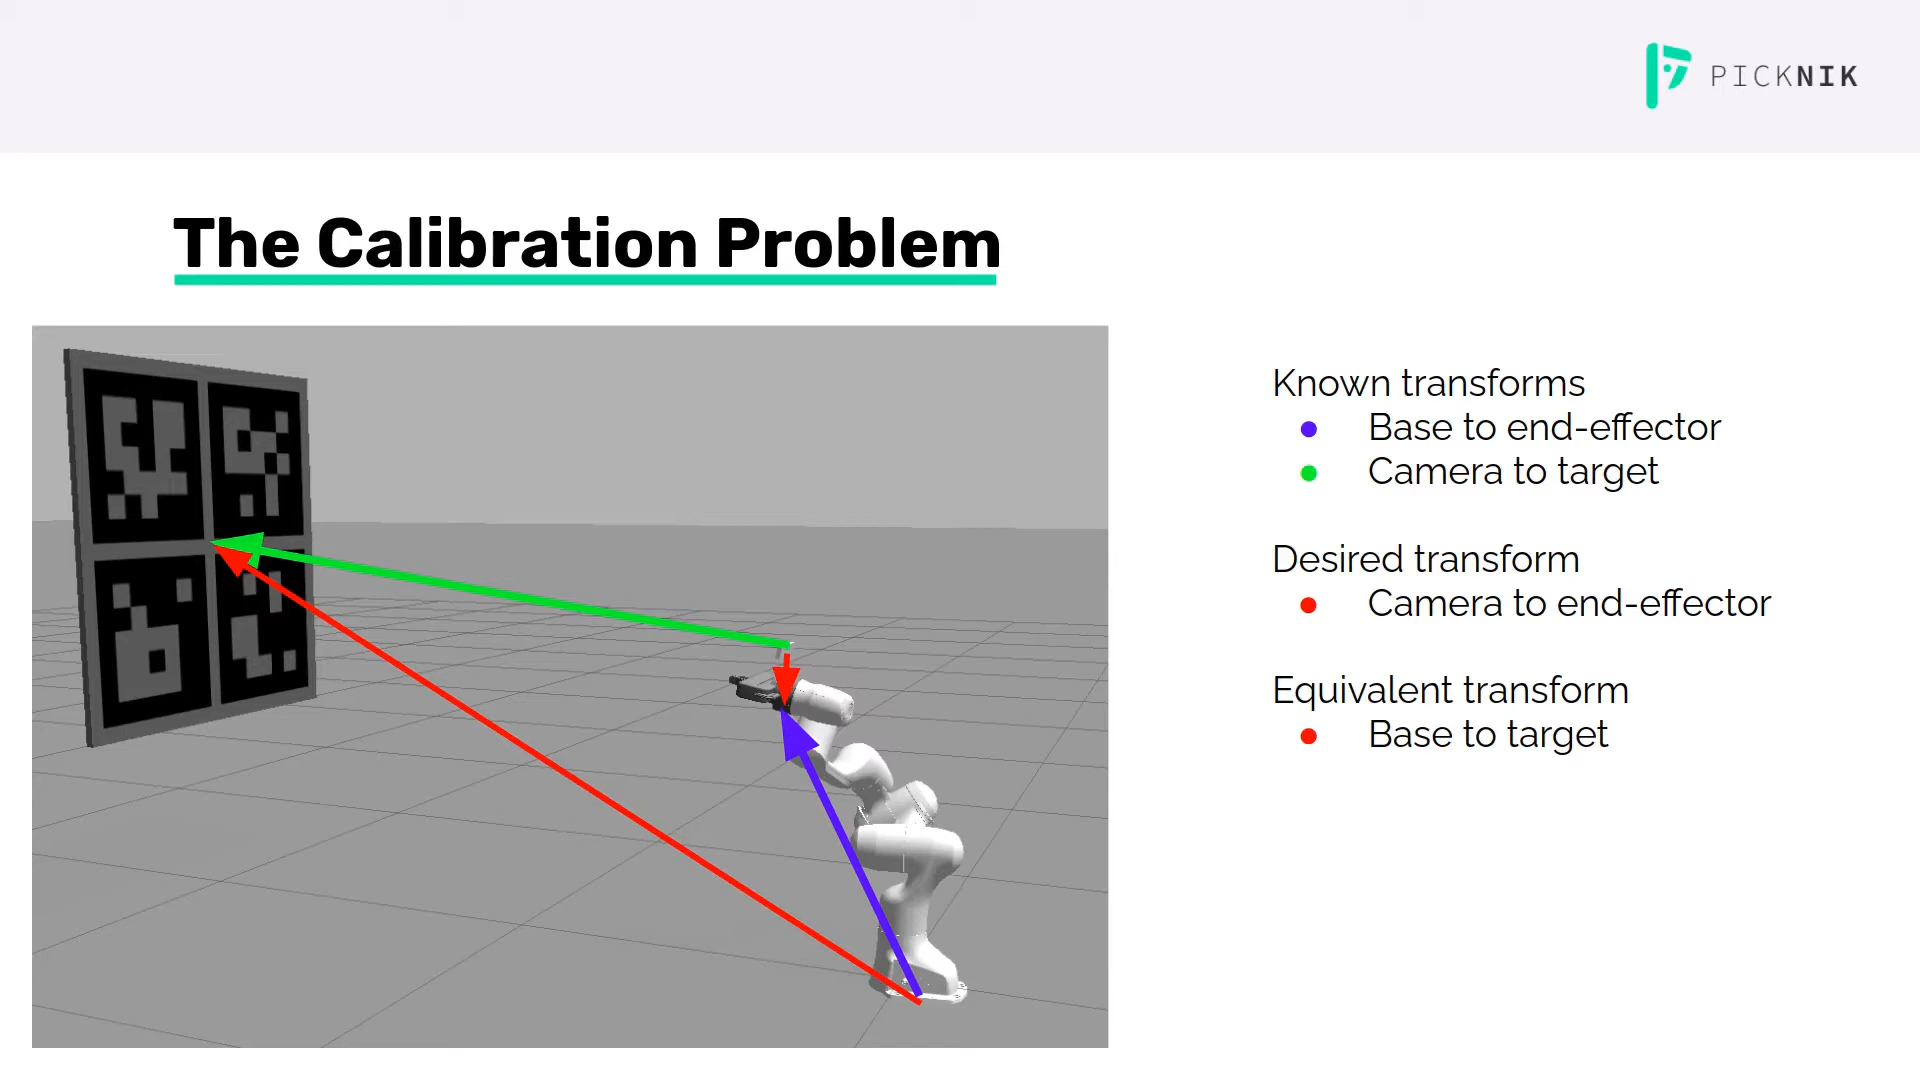 PICKNIK
The Calibration Problem
Known transforms
Base to end-effector
Camera to target
Desired transform
Camera to end-effector
Equivalent transform
Base to target